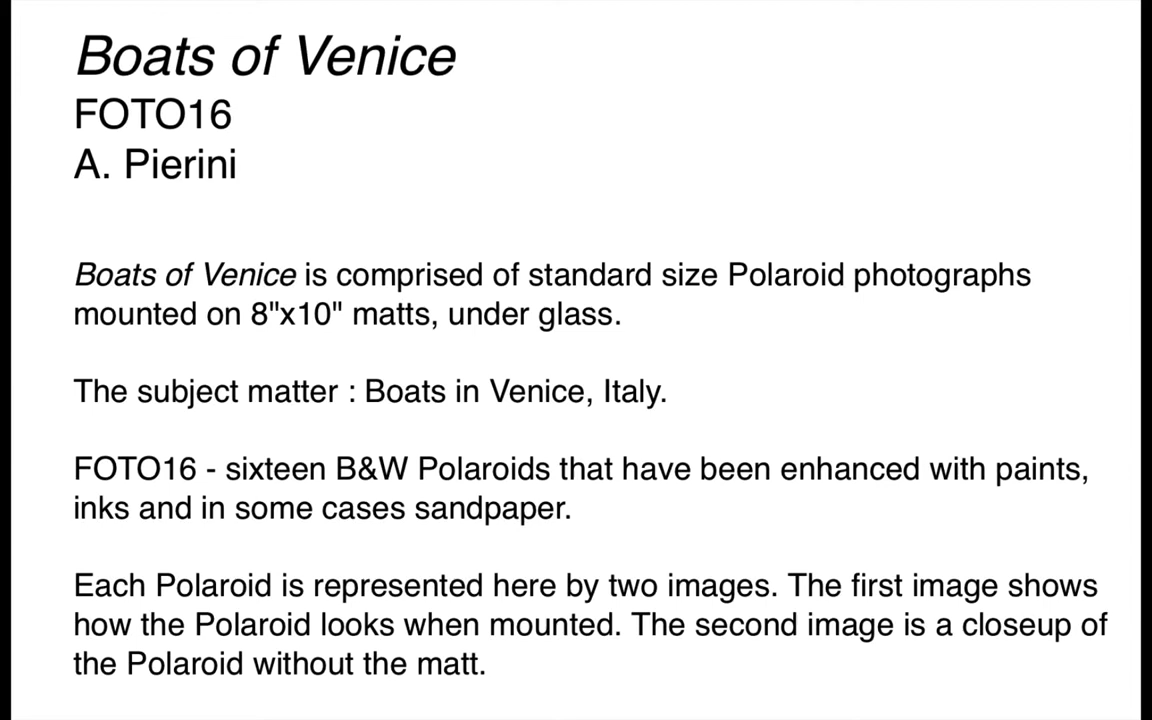 Boats of Venice
FOTO16
A. Pierini
Boats of Venice is comprised of standard size Polaroid photographs
mounted on 8"x10" matts, under glass.
The subject matter : Boats in Venice, Italy.
FOTO16 - sixteen B&W Polaroids that have been enhanced with paints,
inks and in some cases sandpaper.
Each Polaroid is represented here by two images. The first image shows
how the Polaroid looks when mounted. The second image is a closeup of
the Polaroid without the matt.